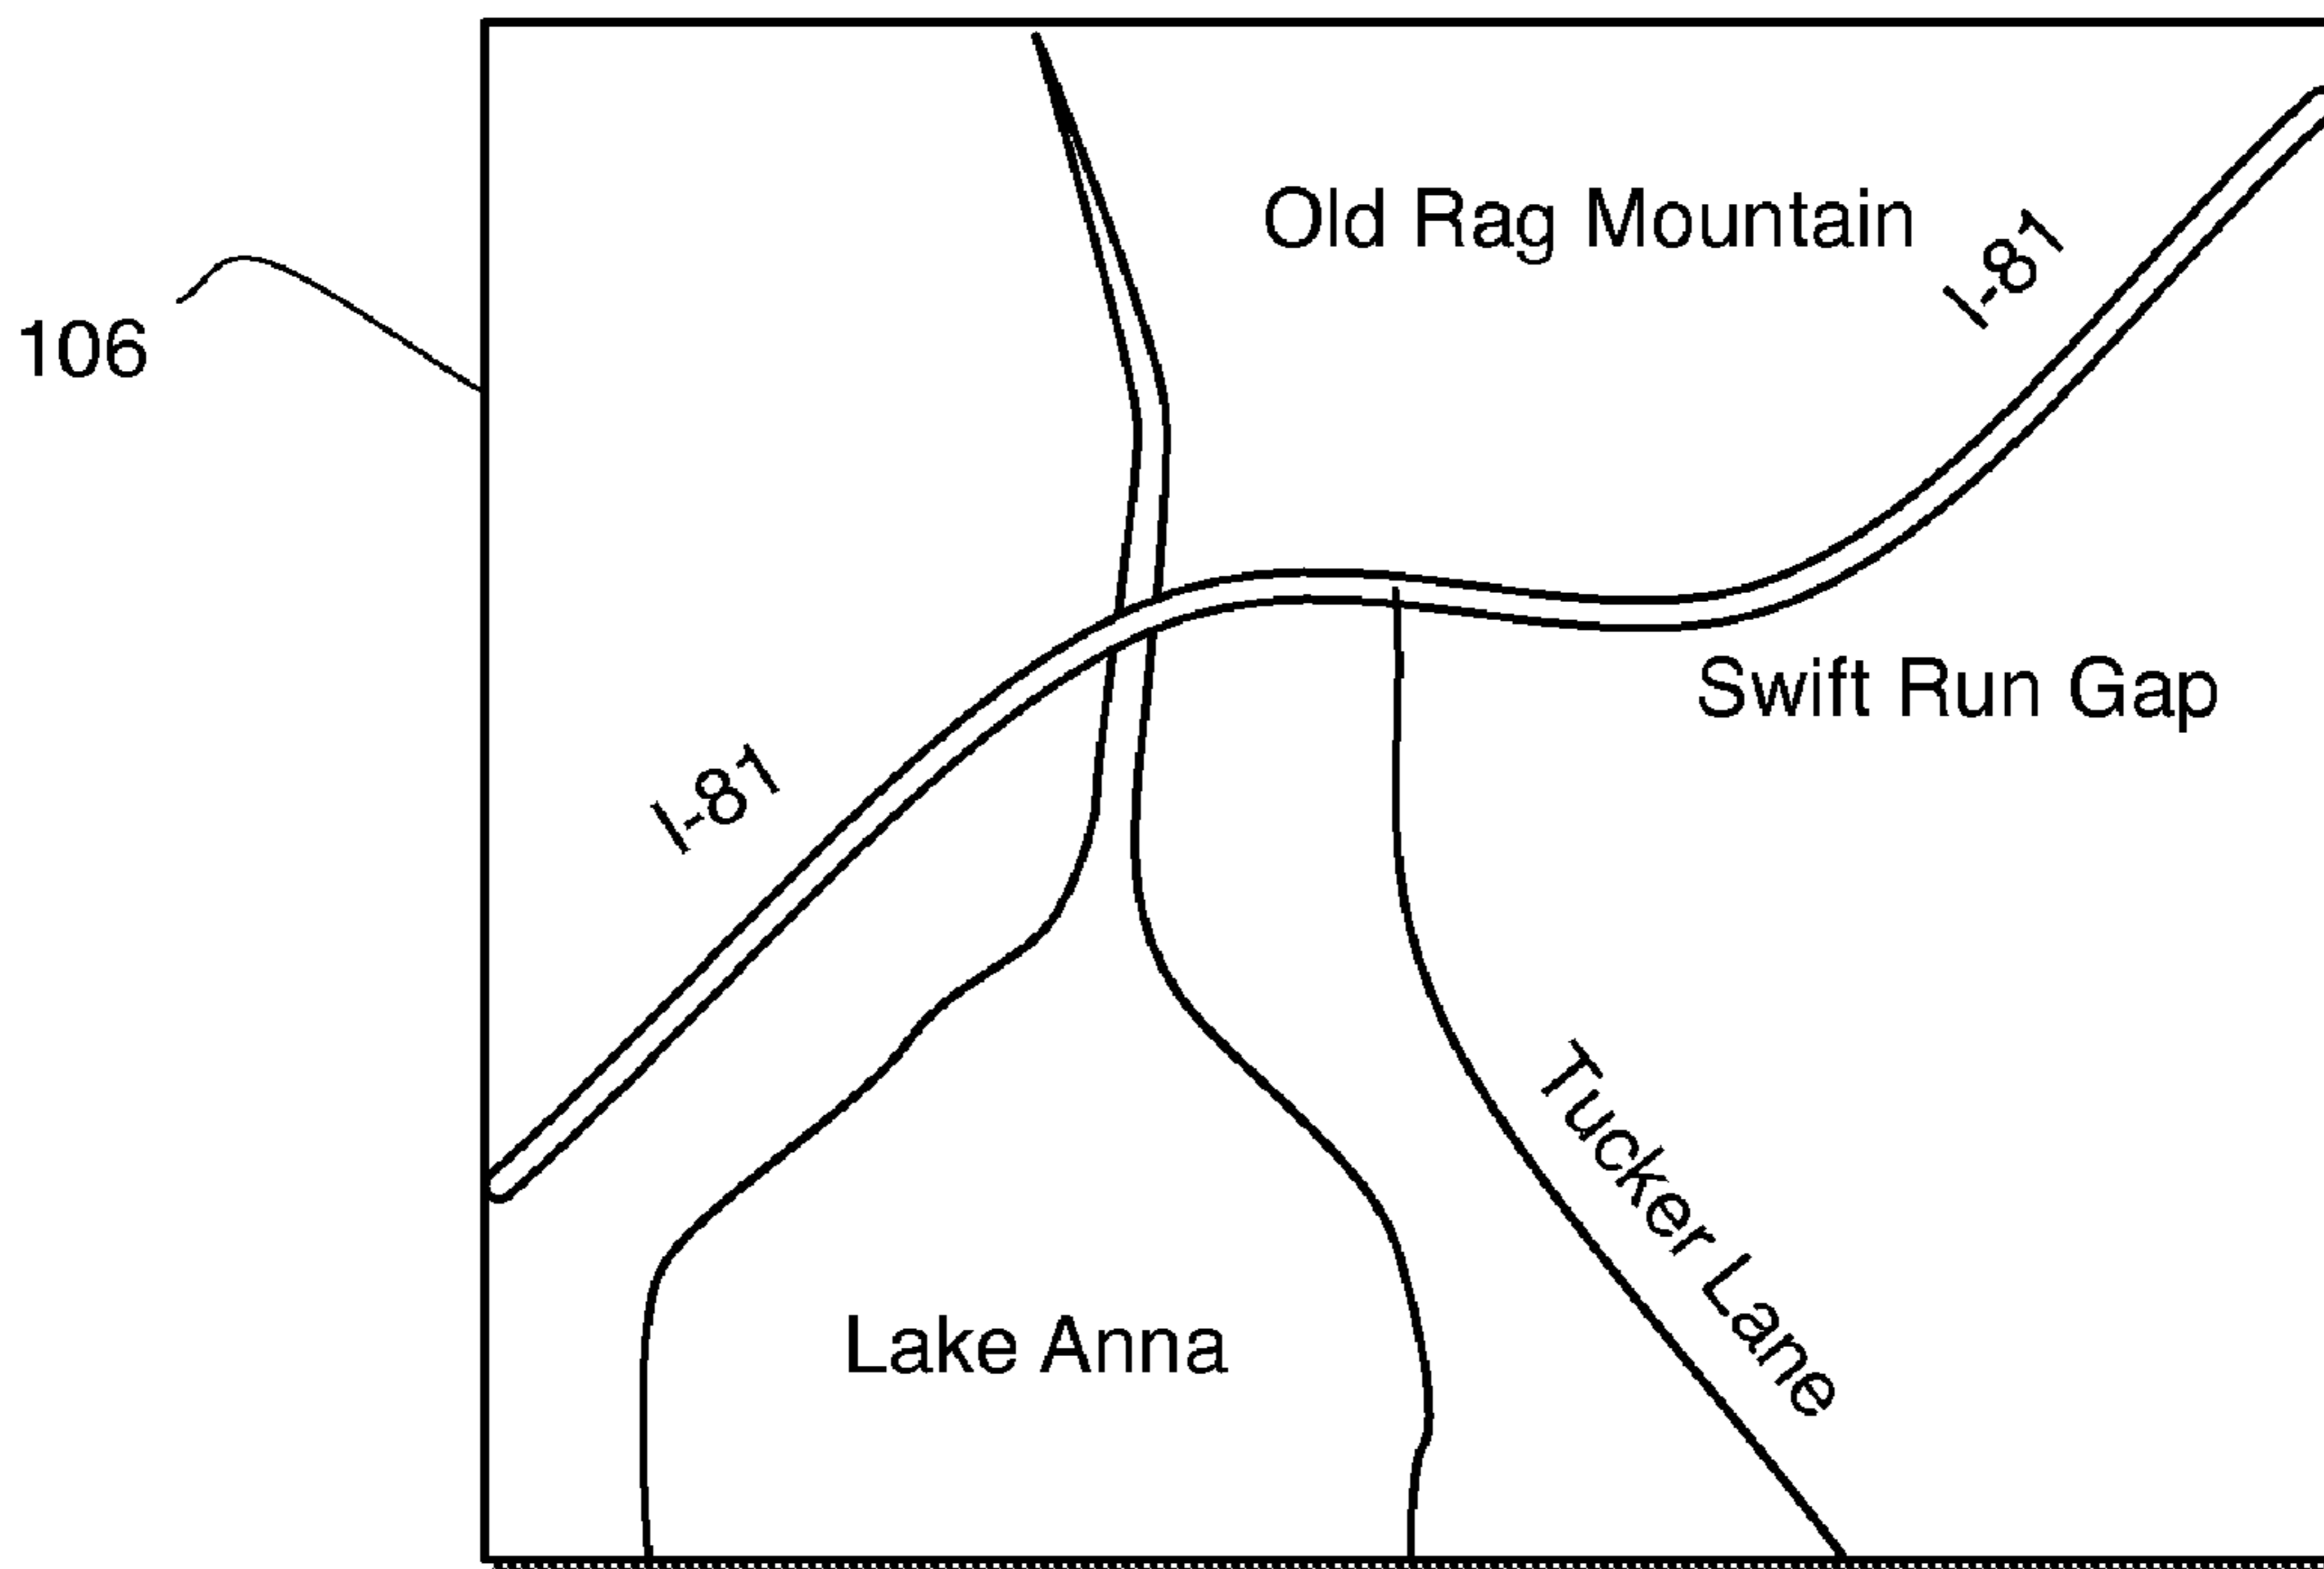 Old Rag Mountain
I-81
106
Swift Run Gap
I-81
Tucker Lane
Lake Anna